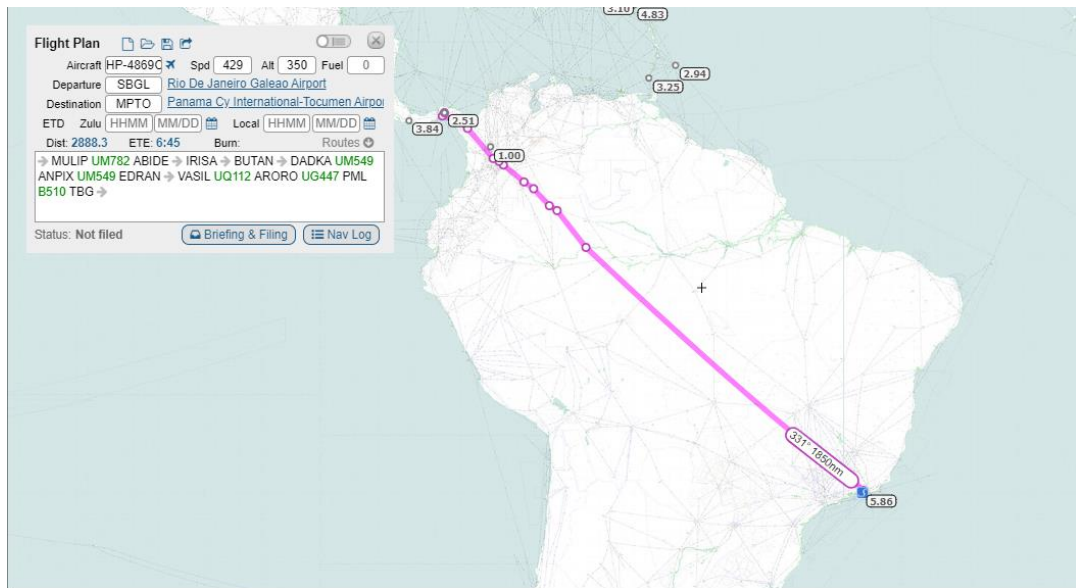 Flight Plan
Aircraft HP-4869C Spd 429 Alt 350 Fuel 0
Departure SBGL Rio De Janeiro Galeao Airport
Destination MPTO Panama Cy International-Tocumen Airpor
ETD Zulu HHMM MM/DD Local HHMM MM/DD
Dist: 2888.3 ETE: 6:45 Burn: Routes
→ MULIP UM782 ABIDE → IRISA → BUTAN → DADKA UM549
ANPIX UM549 EDRAN → VASIL UQ112 ARORO UG447 PML
B510 TBG →
Status: Not filed Briefing & Filing Nav Log
3.10
4.83
2.94
3.25
2.51
3.84
1.00
331° 1850nm
5.86